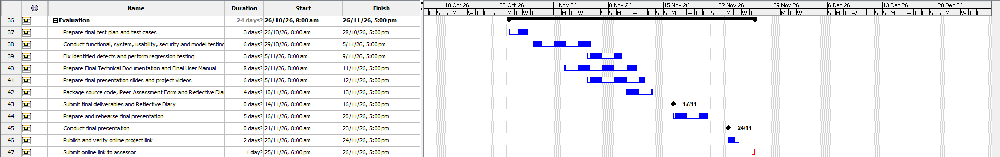 Name Duration Start Finish
18 Oct 26 25 Oct 26 1 Nov 26 8 Nov 26 15 Nov 26 22 Nov 26 29 Nov 26 6 Dec 26 13 Dec 26 20 Dec 26
F S S M T W T F S S M T W T F S S M T W T F S S M T W T F S S M T W T F S S M T W T F S S M T W T F S S M T W T F S S M T W T F S S M T W T F S
36 Evaluation 24 days? 26/10/26, 8:00 am 26/11/26, 5:00 pm
37 Prepare final test plan and test cases 3 days? 26/10/26, 8:00 am 28/10/26, 5:00 pm
38 Conduct functional, system, usability, security and model testing 6 days? 29/10/26, 8:00 am 5/11/26, 5:00 pm
39 Fix identified defects and perform regression testing 3 days? 5/11/26, 8:00 am 9/11/26, 5:00 pm
40 Prepare Final Technical Documentation and Final User Manual 8 days? 2/11/26, 8:00 am 11/11/26, 5:00 pm
41 Prepare final presentation slides and project videos 6 days? 5/11/26, 8:00 am 12/11/26, 5:00 pm
42 Package source code, Peer Assessment Form and Reflective Diar 4 days? 10/11/26, 8:00 am 13/11/26, 5:00 pm
43 Submit final deliverables and Reflective Diary 0 days? 14/11/26, 8:00 am 16/11/26, 5:00 pm 17/11
44 Prepare and rehearse final presentation 5 days? 16/11/26, 8:00 am 20/11/26, 5:00 pm
45 Conduct final presentation 0 days? 21/11/26, 8:00 am 23/11/26, 5:00 pm 24/11
46 Publish and verify online project link 2 days? 23/11/26, 8:00 am 24/11/26, 5:00 pm
47 Submit online link to assessor 1 day? 25/11/26, 6:00 pm 26/11/26, 5:00 pm